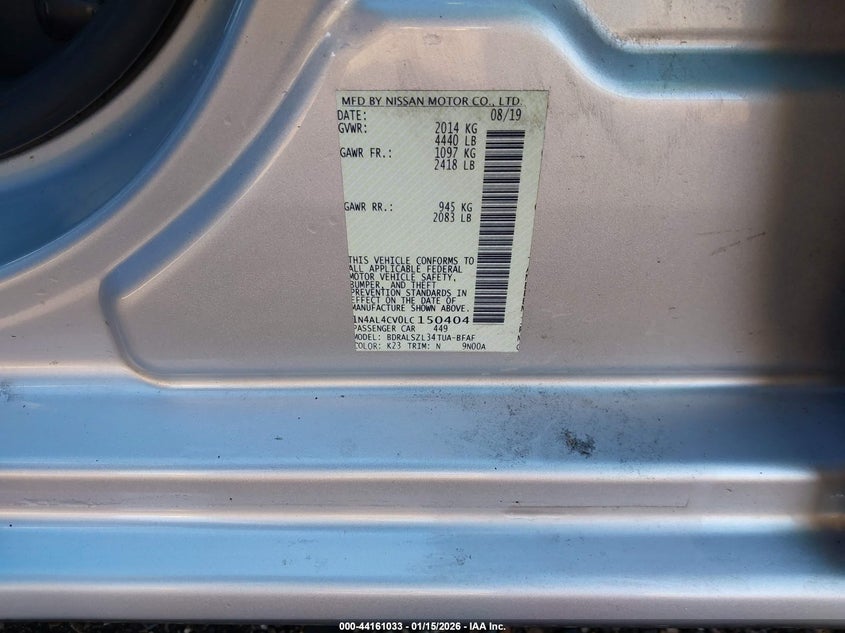 MFD BY NISSAN MOTOR CO., LTD.
DATE: 08/19
GVWR: 2014 KG
4440 LB
GAWR FR.: 1097 KG
2418 LB
GAWR RR.: 945 KG
2083 LB
THIS VEHICLE CONFORMS TO
ALL APPLICABLE FEDERAL
MOTOR VEHICLE SAFETY,
BUMPER, AND THEFT
PREVENTION STANDARDS IN
EFFECT ON THE DATE OF
MANUFACTURE SHOWN ABOVE.
1N4AL4CV0LC150404
PASSENGER CAR 449
MODEL: BDRALSZL34TUA-BFAF
COLOR: K23 TRIM: N 9N00A
000-44161033 - 01/15/2026 - IAA Inc.